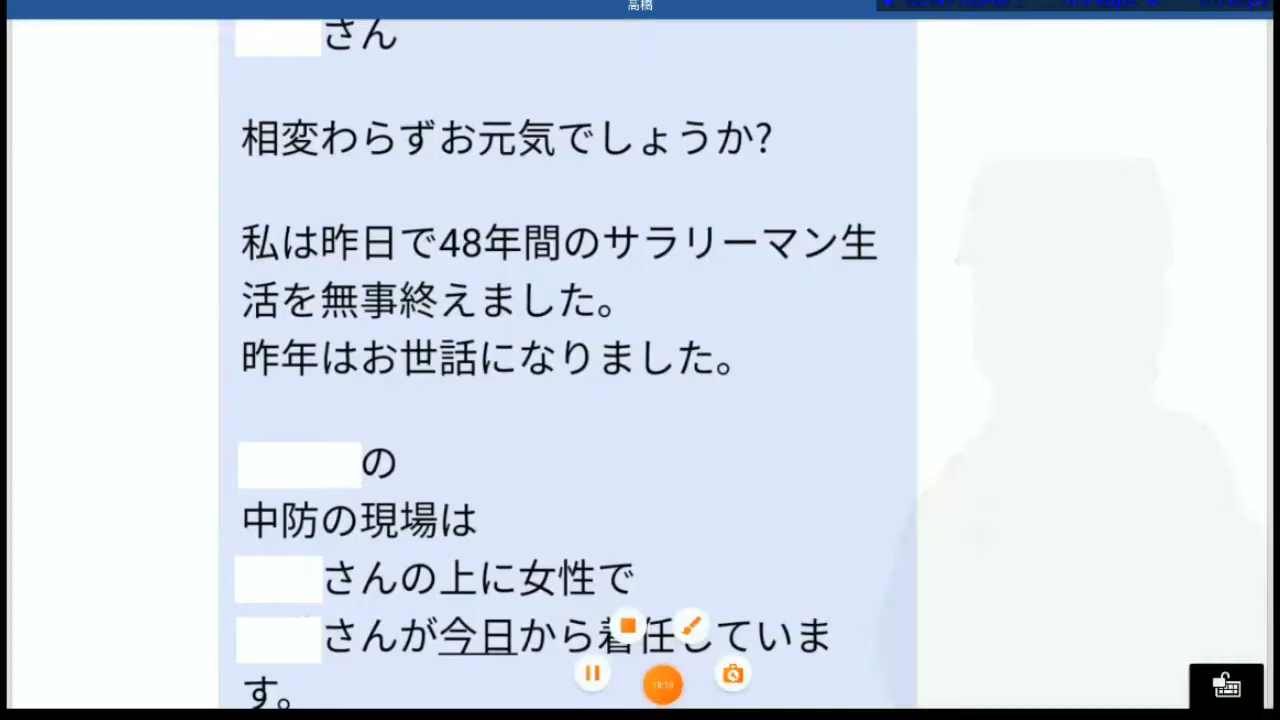 高橋
さん
相変わらずお元気でしょうか?
私は昨日で48年間のサラリーマン生
活を無事終えました。
昨年はお世話になりました。
の
中防の現場は
さんの上に女性で
さんが今日から着任していま
す。